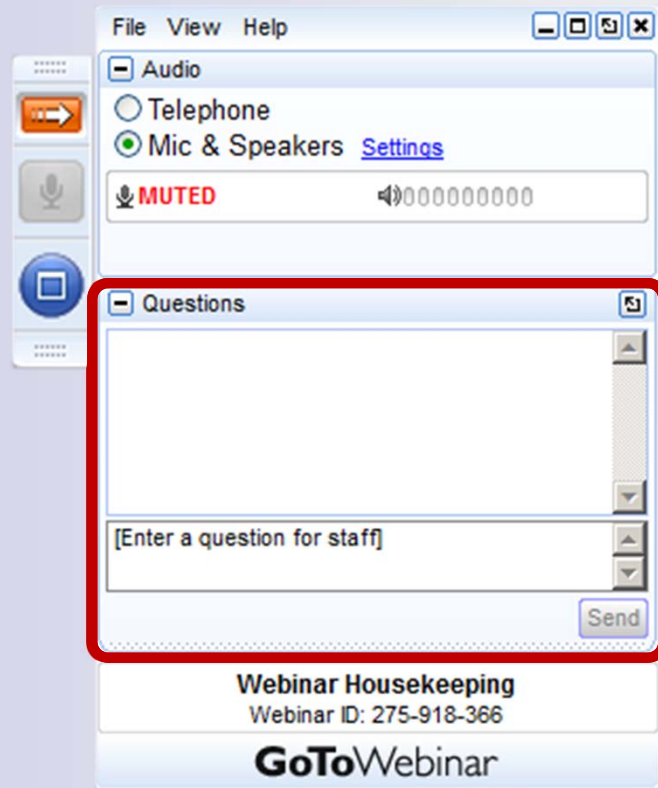 File View Help
Audio
Telephone
Mic & Speakers Settings
MUTED 000000000
Questions
[Enter a question for staff]
Send
Webinar Housekeeping
Webinar ID: 275-918-366
GoToWebinar